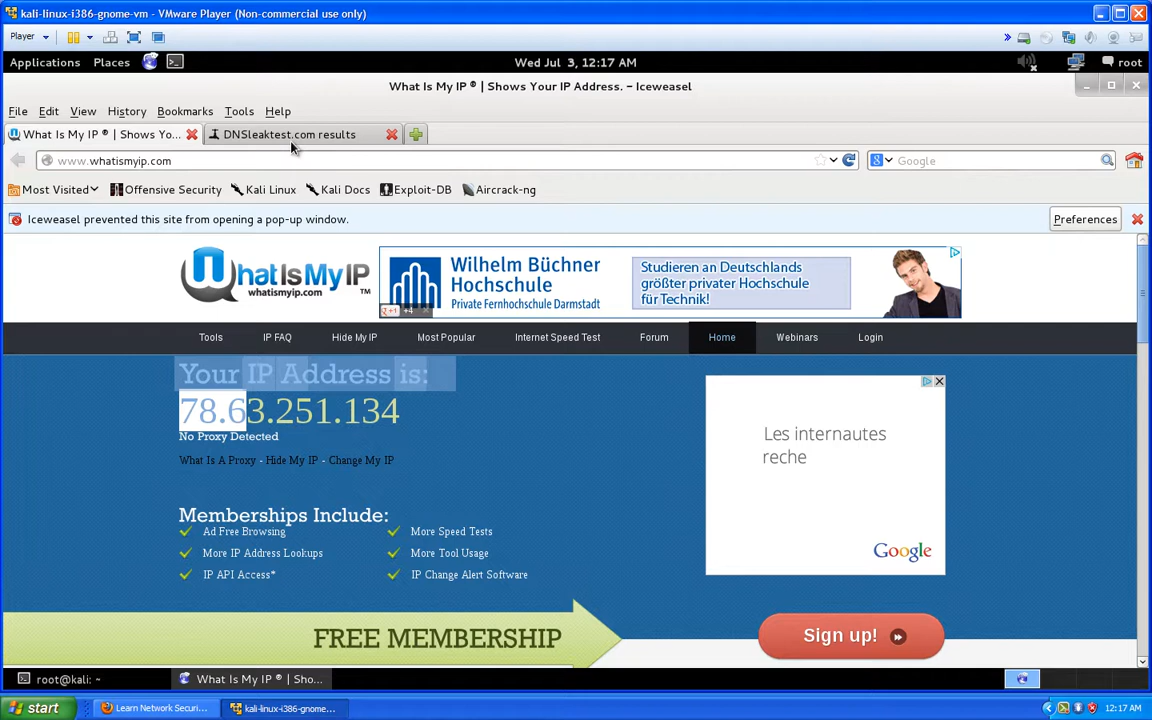 kali-linux-i386-gnome-vm - VMware Player (Non-commercial use only)
Player
Applications Places Wed Jul 3, 12:17 AM root
What Is My IP ® | Shows Your IP Address. - Iceweasel
File Edit View History Bookmarks Tools Help
What Is My IP ® | Shows Yo... DNSleaktest.com results
www.whatismyip.com Google
Most Visited Offensive Security Kali Linux Kali Docs Exploit-DB Aircrack-ng
Iceweasel prevented this site from opening a pop-up window. Preferences
WhatIsMyIP
whatismyip.com TM
Wilhelm Büchner
Hochschule
Private Fernhochschule Darmstadt
Studieren an Deutschlands
größter privater Hochschule
für Technik!
+1 +4
Tools IP FAQ Hide My IP Most Popular Internet Speed Test Forum Home Webinars Login
Your IP Address is:
78.63.251.134
No Proxy Detected
What Is A Proxy - Hide My IP - Change My IP
Les internautes
reche
Google
Memberships Include:
Ad Free Browsing More Speed Tests
More IP Address Lookups More Tool Usage
IP API Access* IP Change Alert Software
FREE MEMBERSHIP Sign up!
root@kali: ~ What Is My IP ® | Sho...
start Learn Network Securi... kali-linux-i386-gnome... 12:17 AM